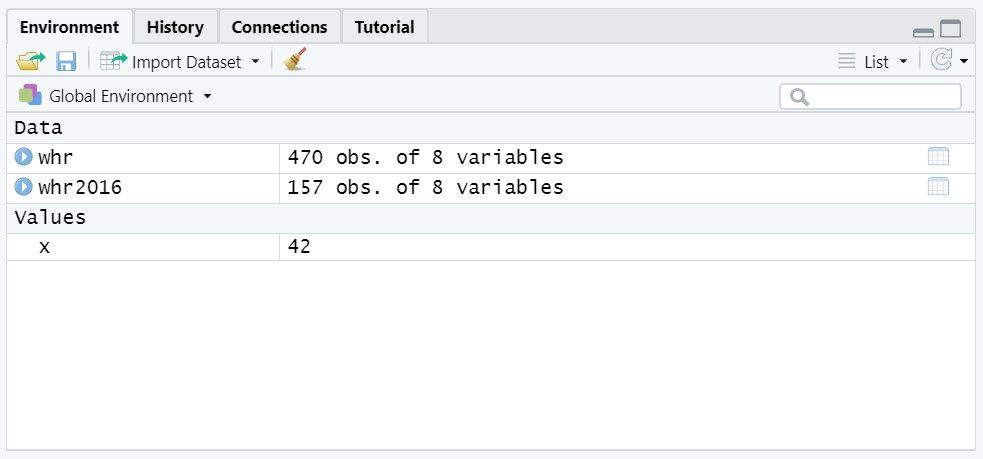 Environment History Connections Tutorial
Import Dataset List
Global Environment
Data
whr 470 obs. of 8 variables
whr2016 157 obs. of 8 variables
Values
x 42